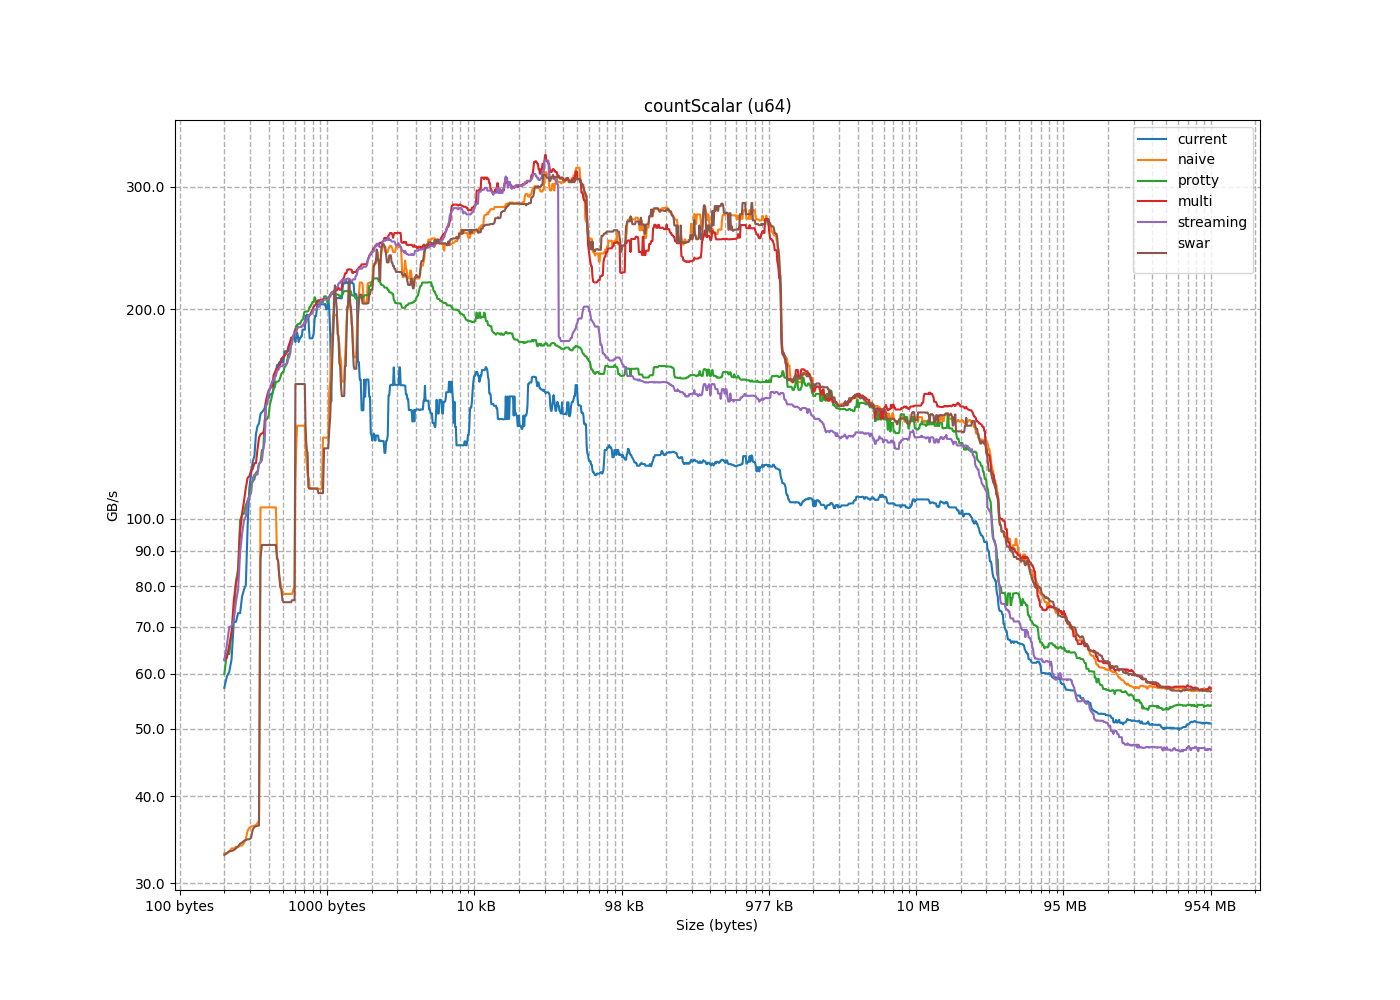 countScalar (u64)
current
naive
protty
multi
streaming
swar
GB/s
300.0
200.0
100.0
90.0
80.0
70.0
60.0
50.0
40.0
30.0
100 bytes 1000 bytes 10 kB 98 kB 977 kB 10 MB 95 MB 954 MB
Size (bytes)